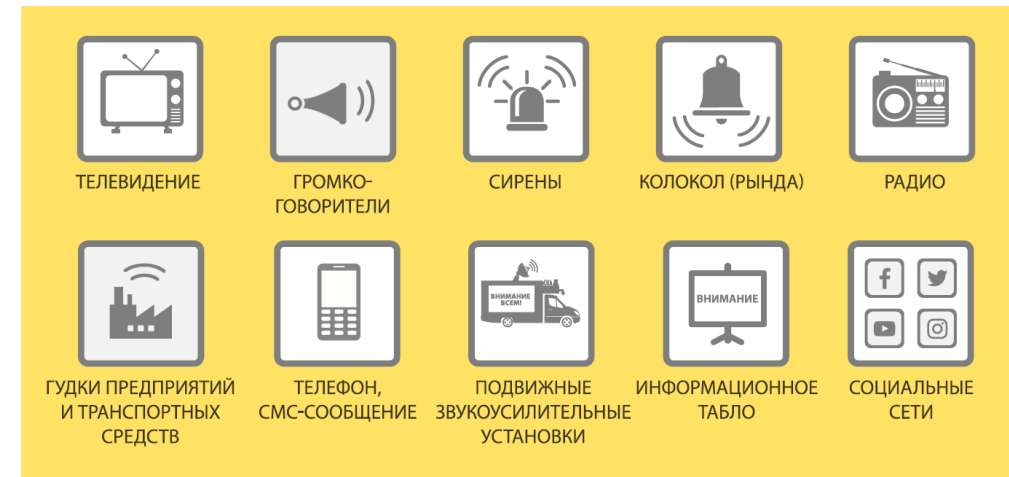 ТЕЛЕВИДЕНИЕ
ГРОМКО-
ГОВОРИТЕЛИ
СИРЕНЫ
КОЛОКОЛ (РЫНДА)
РАДИО
ВНИМАНИЕ
ВСЕМ!
ВНИМАНИЕ
ГУДКИ ПРЕДПРИЯТИЙ
И ТРАНСПОРТНЫХ
СРЕДСТВ
ТЕЛЕФОН,
СМС-СООБЩЕНИЕ
ПОДВИЖНЫЕ
ЗВУКОУСИЛИТЕЛЬНЫЕ
УСТАНОВКИ
ИНФОРМАЦИОННОЕ
ТАБЛО
СОЦИАЛЬНЫЕ
СЕТИ